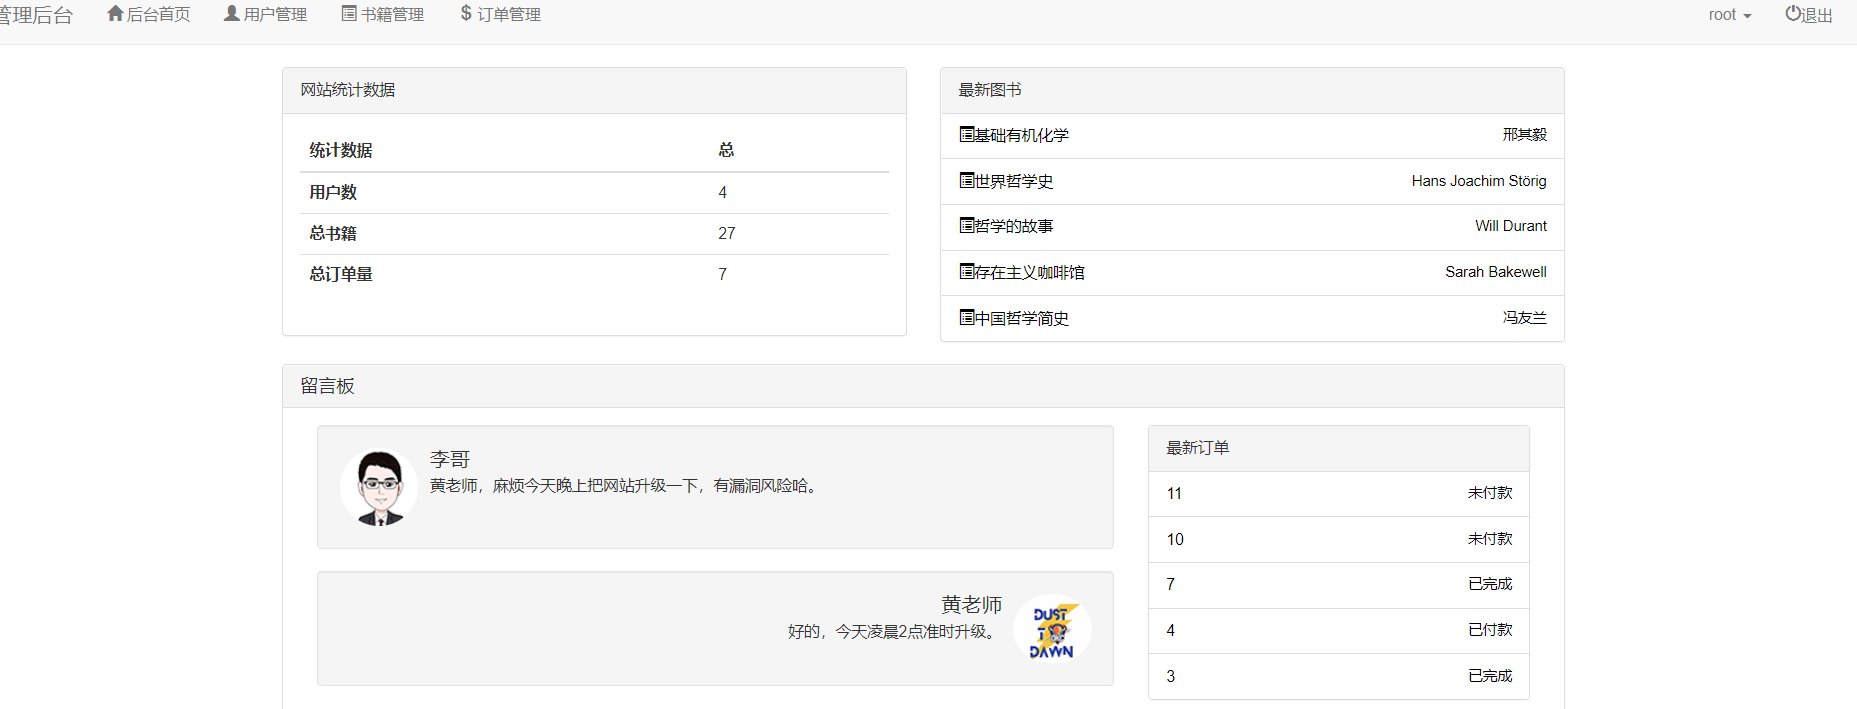 管理后台 后台首页 用户管理 书籍管理 订单管理 root 退出
网站统计数据
统计数据 总
用户数 4
总书籍 27
总订单量 7
最新图书
基础有机化学 邢其毅
世界哲学史 Hans Joachim Störig
哲学的故事 Will Durant
存在主义咖啡馆 Sarah Bakewell
中国哲学简史 冯友兰
留言板
李哥
黄老师，麻烦今天晚上把网站升级一下，有漏洞风险哈。
黄老师
好的，今天凌晨2点准时升级。
DUST
TO
DAWN
最新订单
11 未付款
10 未付款
7 已完成
4 已付款
3 已完成